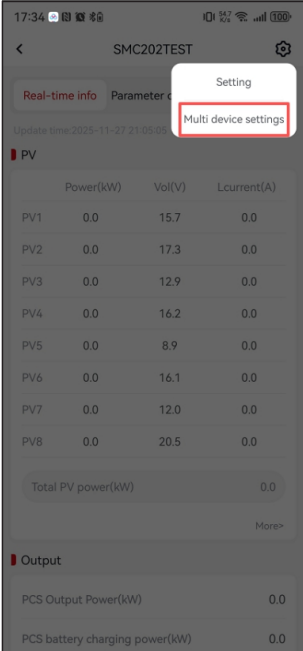 17:34
54.7 100
SMC202TEST
Setting
Real-time info Parameter c
Multi device settings
Update time:2025-11-27 21:05:05
PV
Power(kW) Vol(V) Lcurrent(A)
PV1 0.0 15.7 0.0
PV2 0.0 17.3 0.0
PV3 0.0 12.9 0.0
PV4 0.0 16.2 0.0
PV5 0.0 8.9 0.0
PV6 0.0 16.1 0.0
PV7 0.0 12.0 0.0
PV8 0.0 20.5 0.0
Total PV power(kW) 0.0
More>
Output
PCS Output Power(kW) 0.0
PCS battery charging power(kW) 0.0